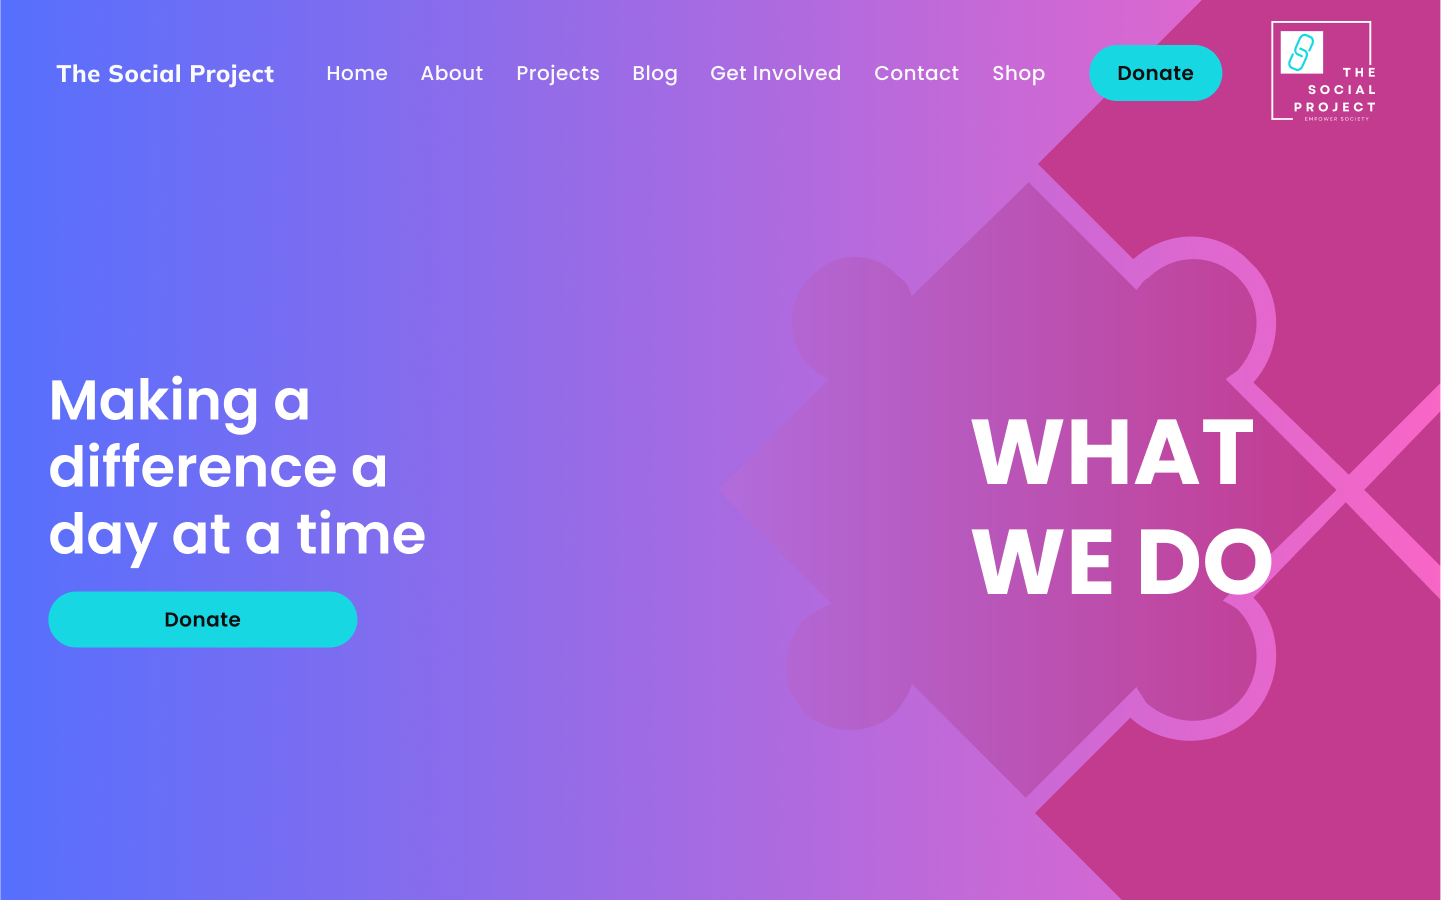 The Social Project
Home About Projects Blog Get Involved Contact Shop Donate
THE
SOCIAL
PROJECT
EMPOWER SOCIETY
Making a
difference a
day at a time
Donate
WHAT
WE DO